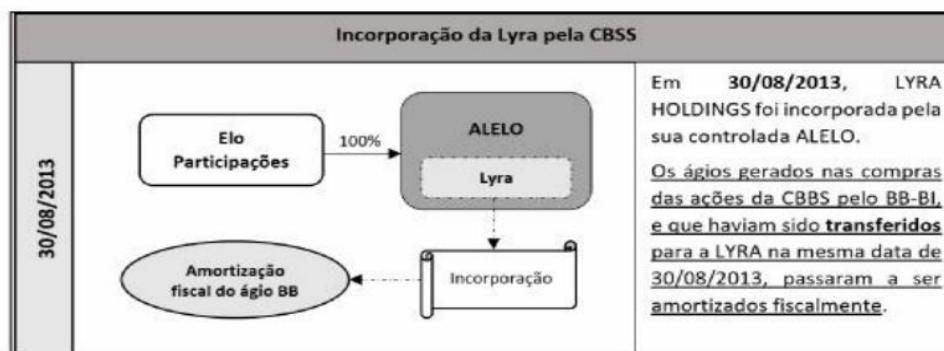 Incorporação da Lyra pela CBSS
30/08/2013
Elo
Participações
100%
ALELO
Lyra
Amortização
fiscal do ágio BB
Incorporação
Em 30/08/2013, LYRA
HOLDINGS foi incorporada pela
sua controlada ALELO.
Os ágios gerados nas compras
das ações da CBBS pelo BB-BI,
e que haviam sido transferidos
para a LYRA na mesma data de
30/08/2013, passaram a ser
amortizados fiscalmente.